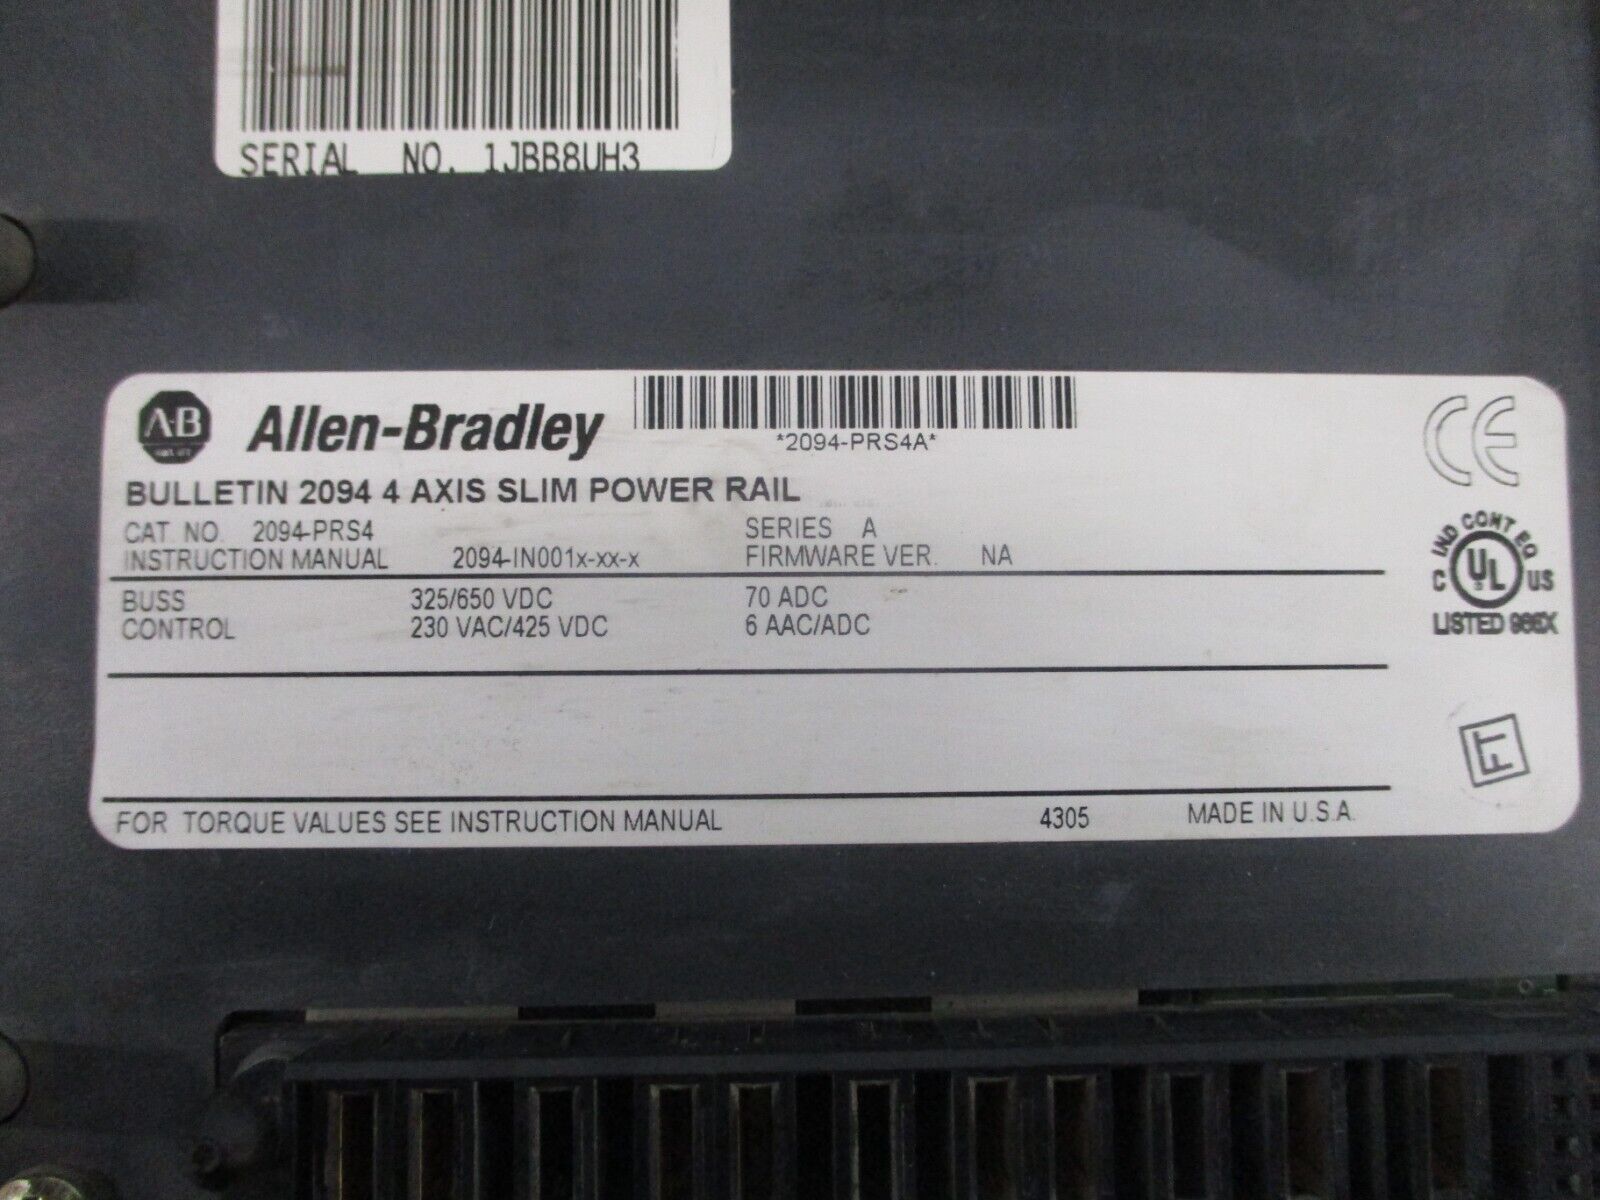 SERIAL NO. 1JBB8UH3
A-B
Allen-Bradley
*2094-PRS4A*
BULLETIN 2094 4 AXIS SLIM POWER RAIL
CAT. NO. 2094-PRS4 SERIES A
INSTRUCTION MANUAL 2094-IN001x-xx-x FIRMWARE VER. NA
BUSS 325/650 VDC 70 ADC
CONTROL 230 VAC/425 VDC 6 AAC/ADC
CE
IND CONT EQ
C UL US
LISTED 966X
FT
FOR TORQUE VALUES SEE INSTRUCTION MANUAL 4305 MADE IN U.S.A.